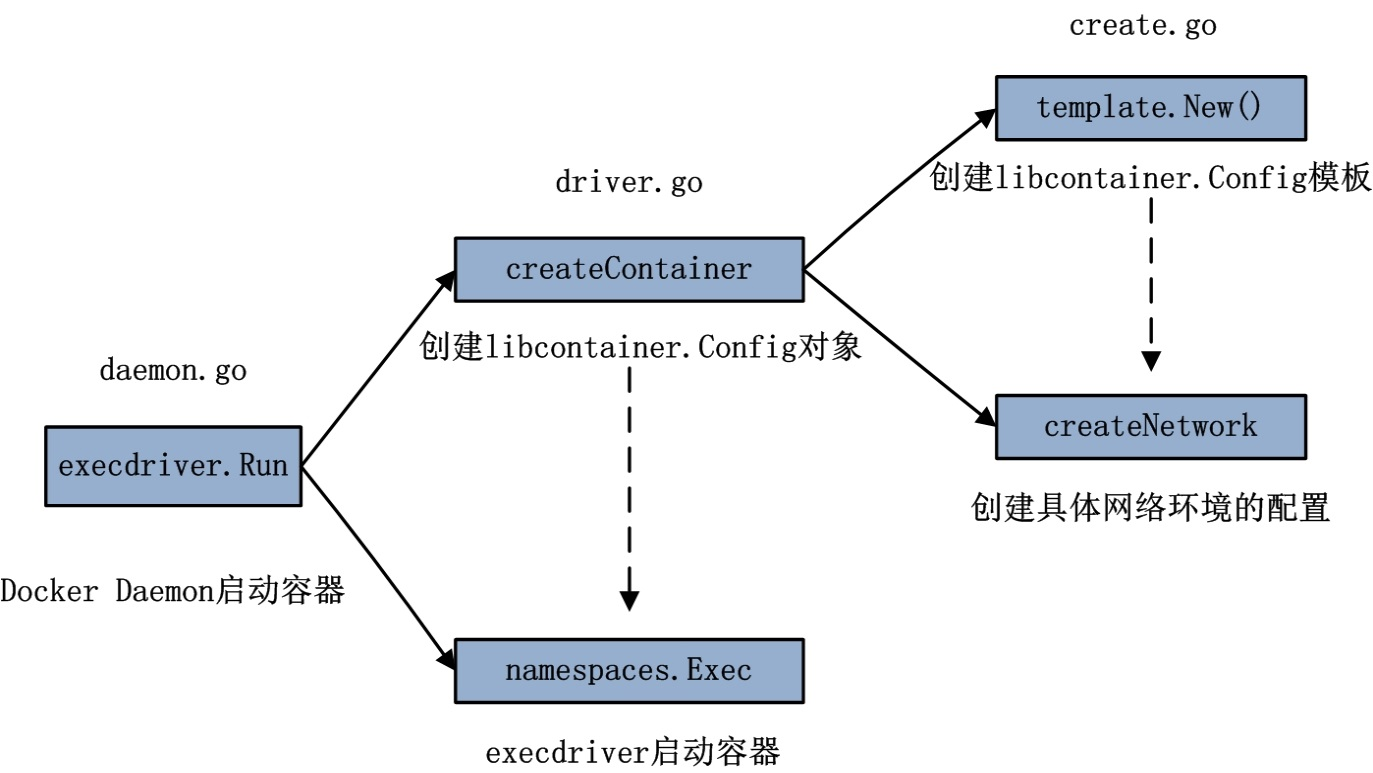 create.go
template.New()
创建libcontainer.Config模板
driver.go
createContainer
创建libcontainer.Config对象
daemon.go
execdriver.Run
createNetwork
创建具体网络环境的配置
Docker Daemon启动容器
namespaces.Exec
execdriver启动容器